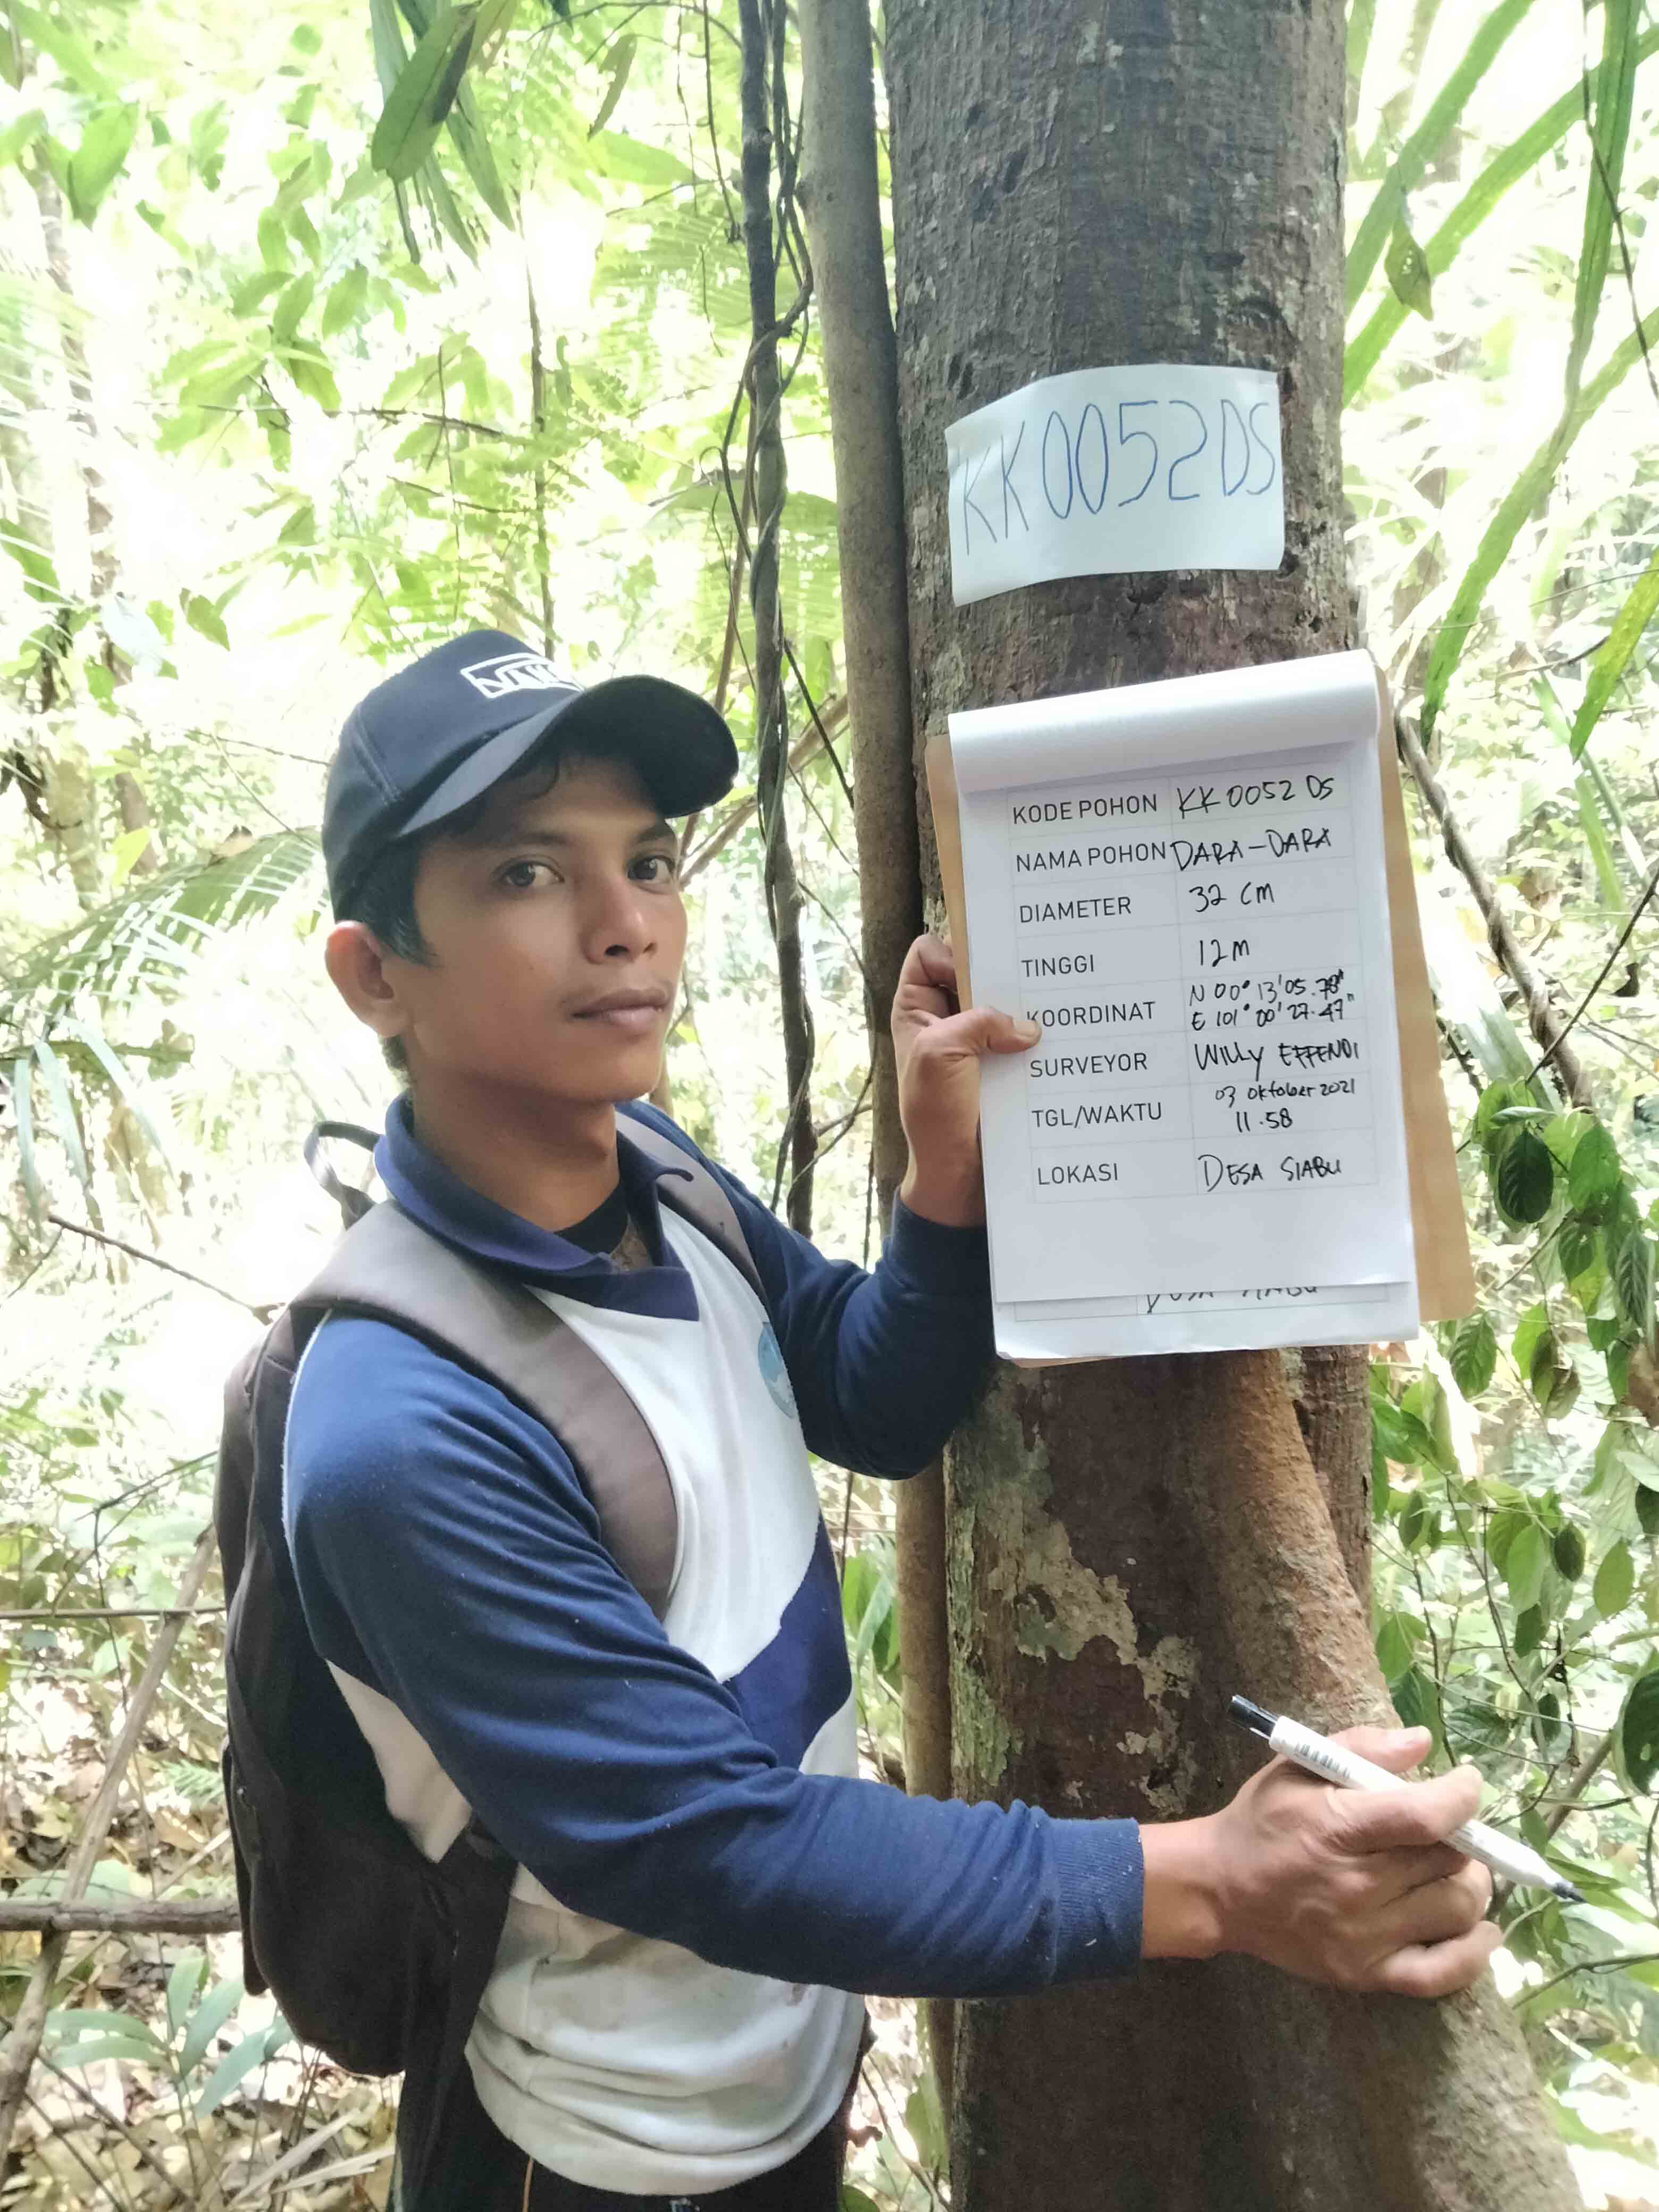 KK0052DS
KODE POHON KK 0052 DS
NAMA POHON DARA-DARA
DIAMETER 32 CM
TINGGI 12M
KOORDINAT N 00° 13' 05.78"
E 101° 00' 27.47"
SURVEYOR WILLY EFFENDI
TGL/WAKTU 03 Oktober 2021
11.58
LOKASI DESA SIABU